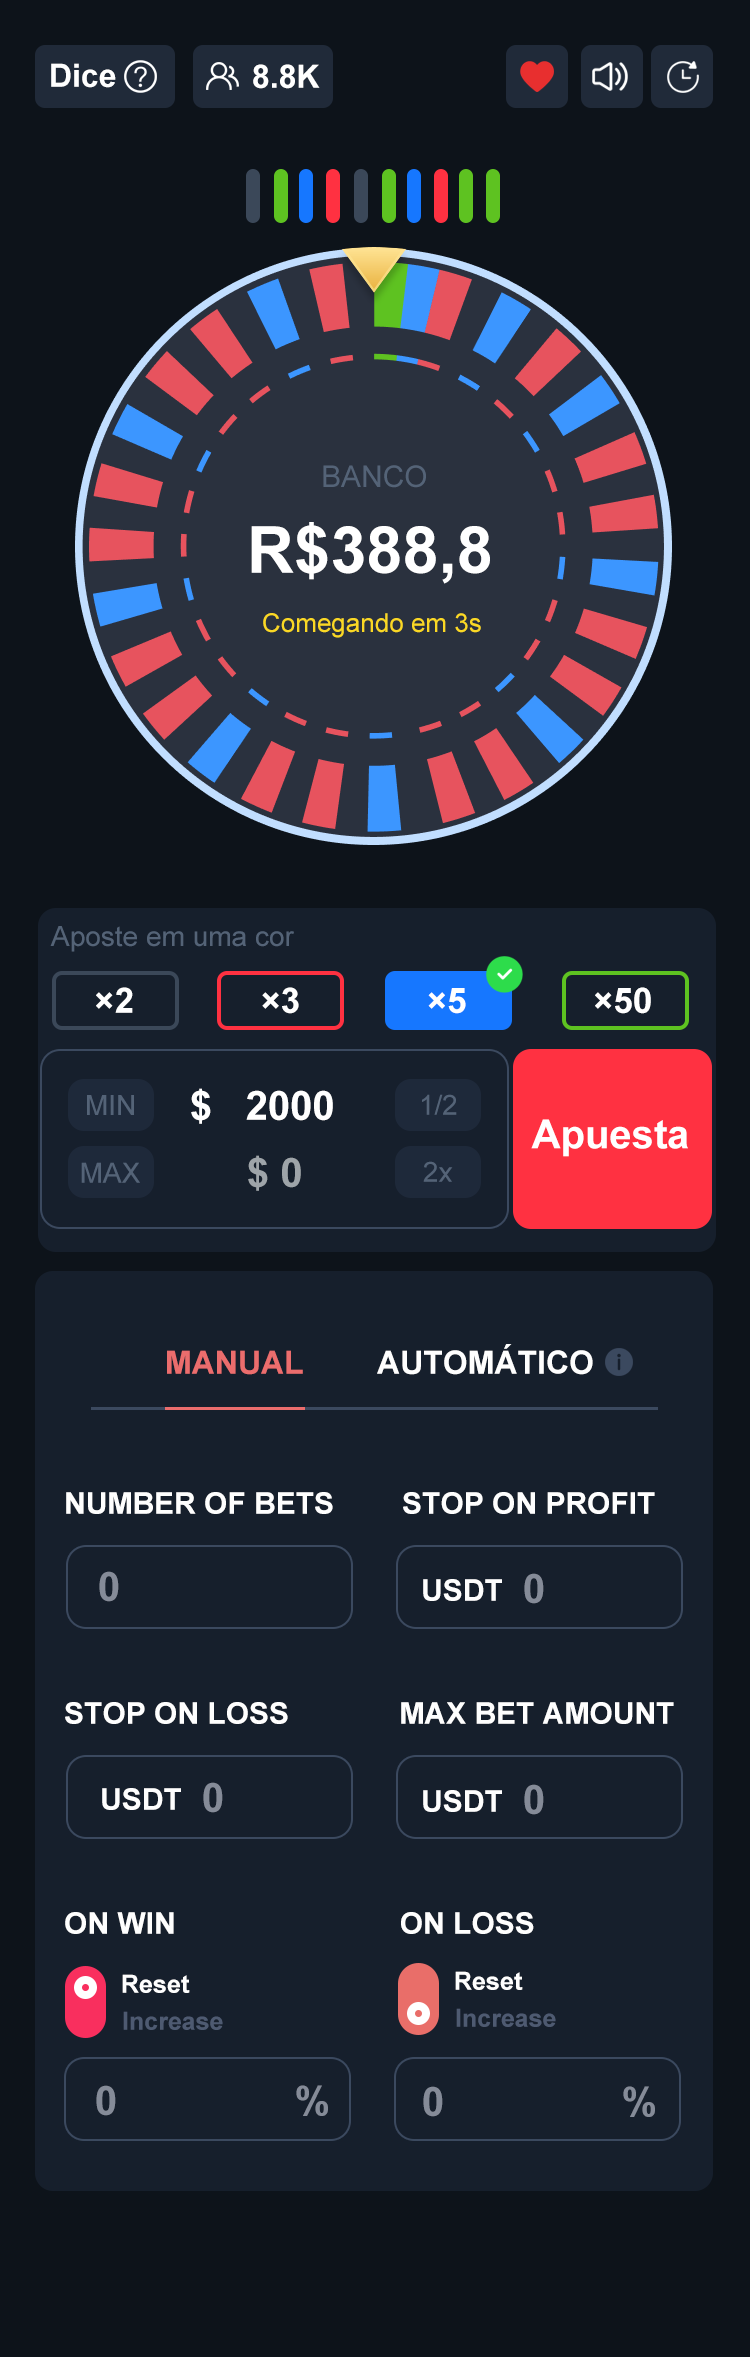 Dice 8.8K
BANCO
R$388,8
Comegando em 3s
Aposte em uma cor
×2 ×3 ×5 ×50
MIN $ 2000 1/2
MAX $ 0 2x
Apuesta
MANUAL AUTOMÁTICO
NUMBER OF BETS STOP ON PROFIT
0 USDT 0
STOP ON LOSS MAX BET AMOUNT
USDT 0 USDT 0
ON WIN ON LOSS
Reset Reset
Increase Increase
0 % 0 %